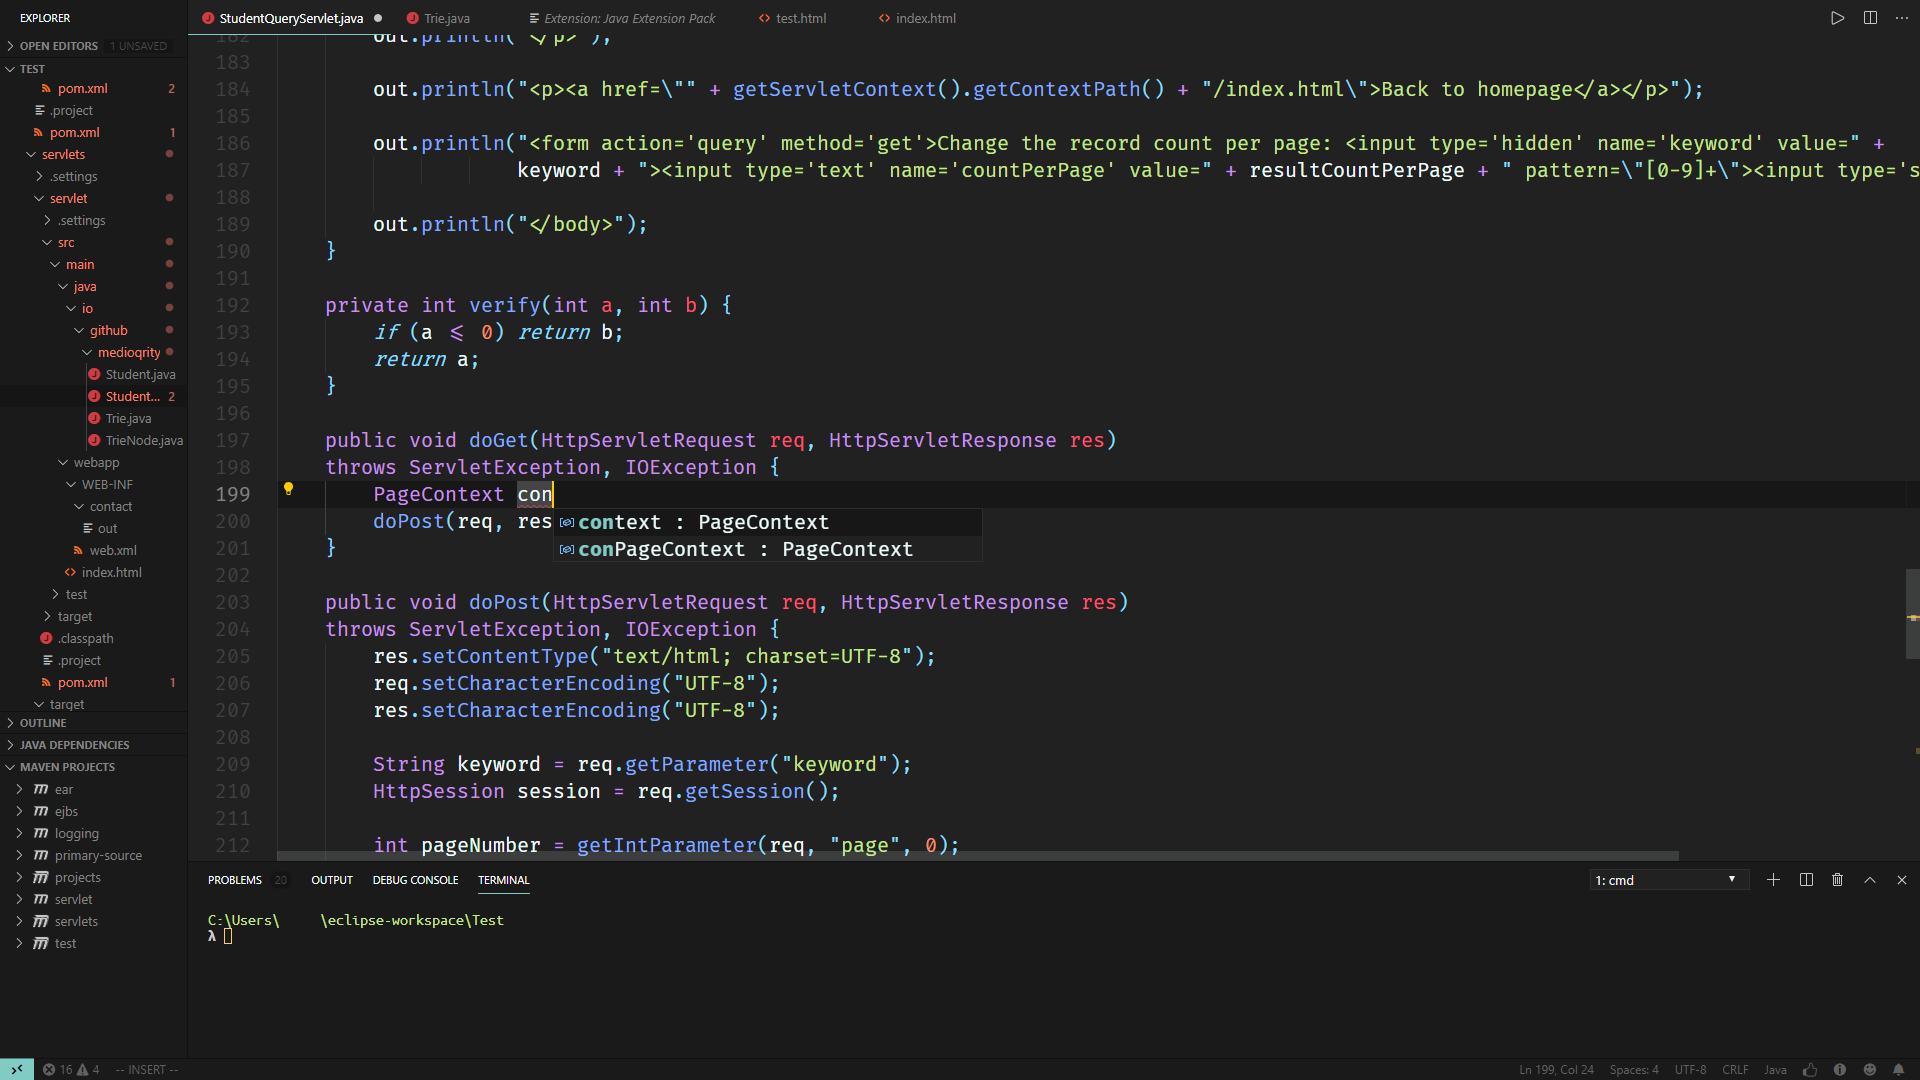 EXPLORER
OPEN EDITORS 1 UNSAVED
TEST
pom.xml 2
.project
pom.xml 1
servlets
.settings
servlet
.settings
src
main
java
io
github
medioqrity
Student.java
Student... 2
Trie.java
TrieNode.java
webapp
WEB-INF
contact
out
web.xml
index.html
test
target
.classpath
.project
pom.xml 1
target
OUTLINE
JAVA DEPENDENCIES
MAVEN PROJECTS
ear
ejbs
logging
primary-source
projects
servlet
servlets
test
StudentQueryServlet.java Trie.java Extension: Java Extension Pack test.html index.html
182 out.println("</p>");
183
184 out.println("<p><a href=\"" + getServletContext().getContextPath() + "/index.html\">Back to homepage</a></p>");
185
186 out.println("<form action='query' method='get'>Change the record count per page: <input type='hidden' name='keyword' value=" +
187 keyword + "><input type='text' name='countPerPage' value=" + resultCountPerPage + " pattern=\"[0-9]+\"><input type='s
188
189 out.println("</body>");
190 }
191
192 private int verify(int a, int b) {
193 if (a <= 0) return b;
194 return a;
195 }
196
197 public void doGet(HttpServletRequest req, HttpServletResponse res)
198 throws ServletException, IOException {
199 PageContext con
200 doPost(req, res
context : PageContext
conPageContext : PageContext
201 }
202
203 public void doPost(HttpServletRequest req, HttpServletResponse res)
204 throws ServletException, IOException {
205 res.setContentType("text/html; charset=UTF-8");
206 req.setCharacterEncoding("UTF-8");
207 res.setCharacterEncoding("UTF-8");
208
209 String keyword = req.getParameter("keyword");
210 HttpSession session = req.getSession();
211
212 int pageNumber = getIntParameter(req, "page", 0);
PROBLEMS 20 OUTPUT DEBUG CONSOLE TERMINAL 1: cmd
C:\Users\ \eclipse-workspace\Test
λ
16 4 -- INSERT -- Ln 199, Col 24 Spaces: 4 UTF-8 CRLF Java